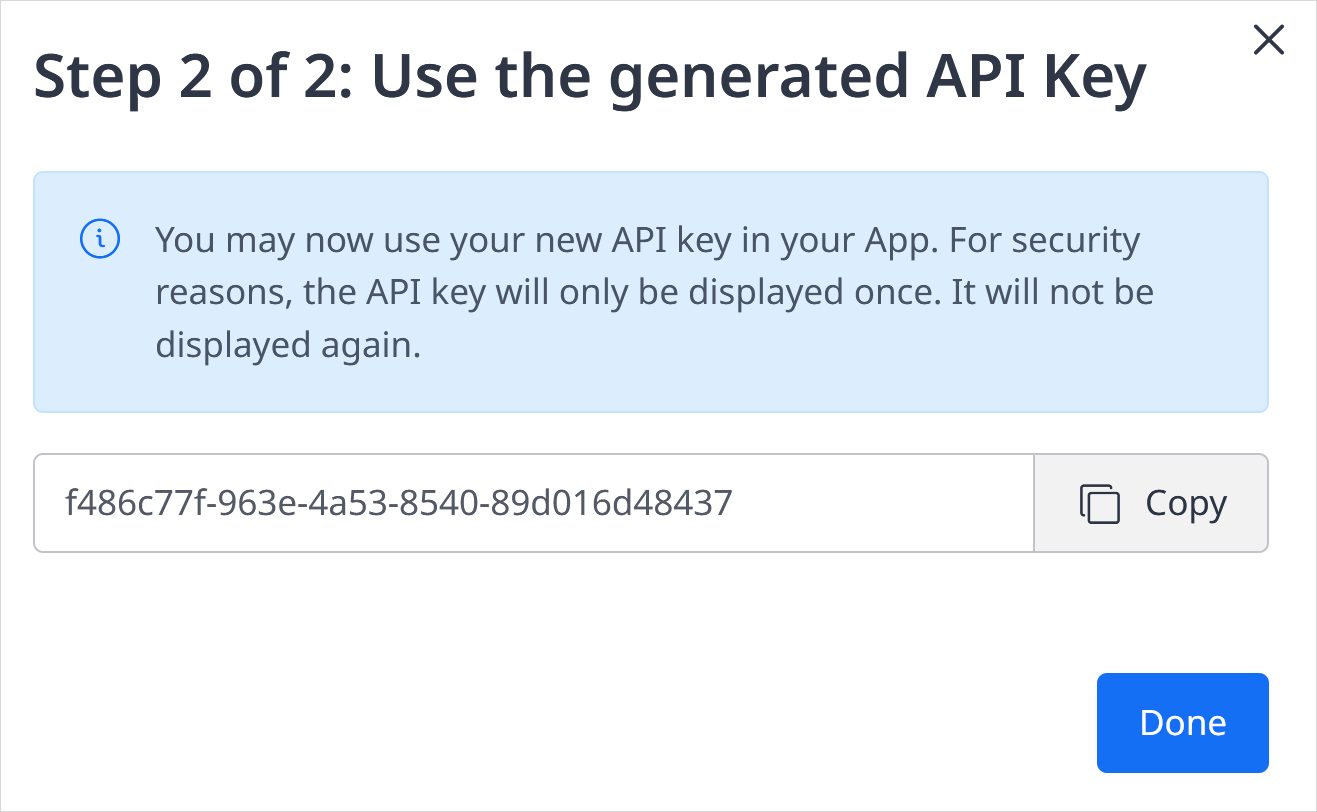 Step 2 of 2: Use the generated API Key
You may now use your new API key in your App. For security
reasons, the API key will only be displayed once. It will not be
displayed again.
f486c77f-963e-4a53-8540-89d016d48437
Copy
Done